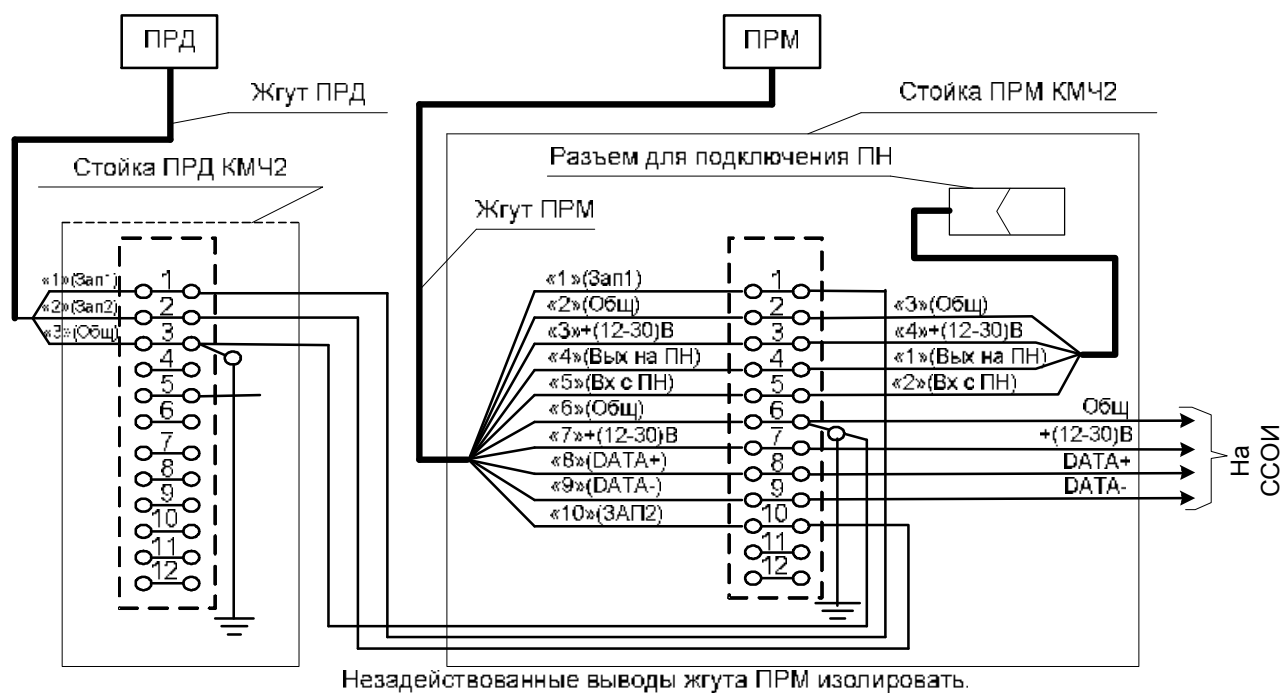 ПРД
ПРМ
Жгут ПРД
Стойка ПРМ КМЧ2
Стойка ПРД КМЧ2
Разъем для подключения ПН
Жгут ПРМ
«1»(Зап1)
«2»(Зап2)
«3»(Общ)
1
2
3
4
5
6
7
8
9
10
11
12
«1»(Зап1)
«2»(Общ)
«3»+(12-30)В
«4»(Вых на ПН)
«5»(Вх с ПН)
«6»(Общ)
«7»+(12-30)В
«8»(DATA+)
«9»(DATA-)
«10»(ЗАП2)
1
2
3
4
5
6
7
8
9
10
11
12
«3»(Общ)
«4»+(12-30)В
«1»(Вых на ПН)
«2»(Вх с ПН)
Общ
+(12-30)В
DATA+
DATA-
На
ССОИ
Незадействованные выводы жгута ПРМ изолировать.